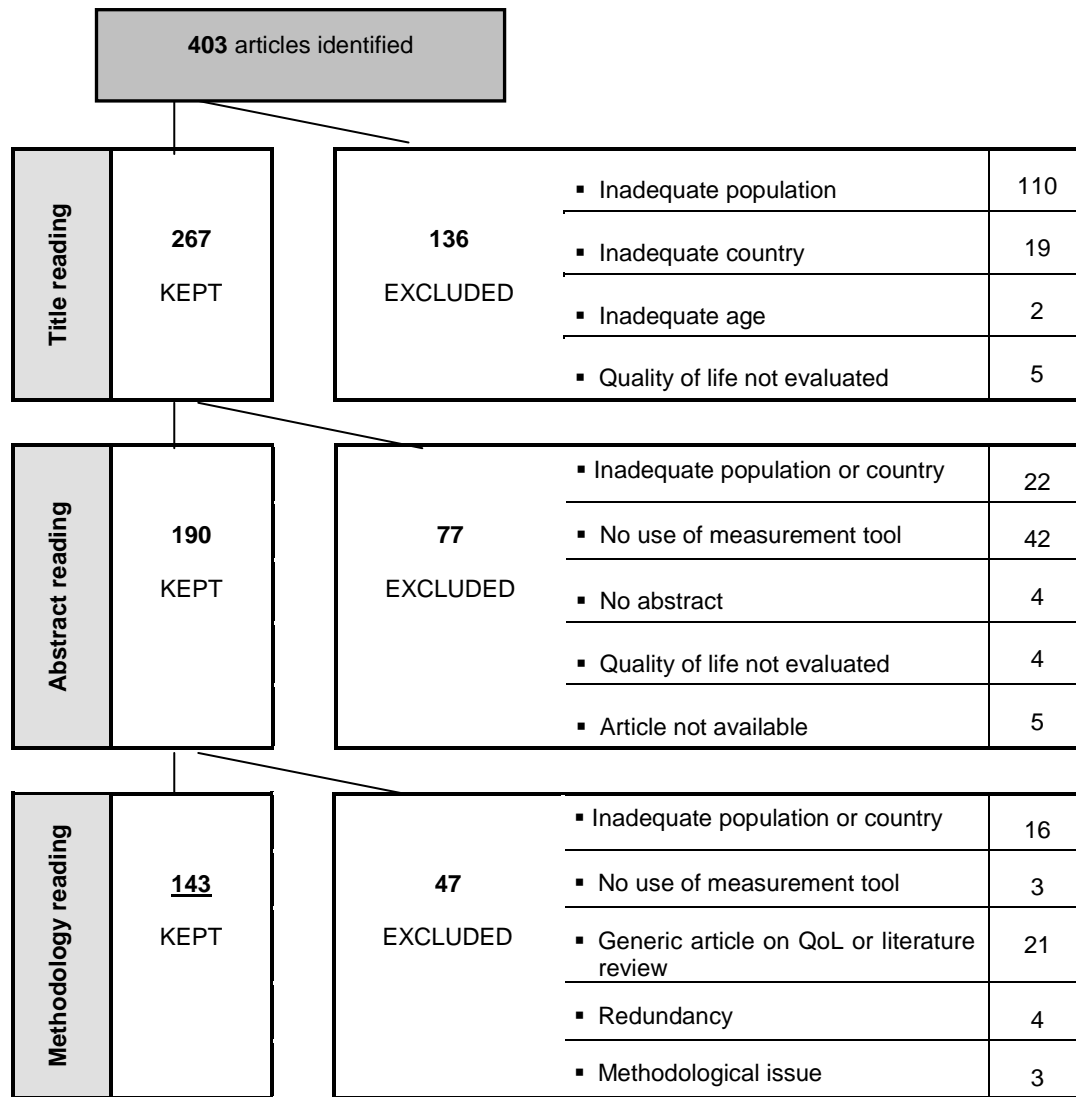 403 articles identified
Title reading
267
KEPT
136
EXCLUDED
▪ Inadequate population 110
▪ Inadequate country 19
▪ Inadequate age 2
▪ Quality of life not evaluated 5
Abstract reading
190
KEPT
77
EXCLUDED
▪ Inadequate population or country 22
▪ No use of measurement tool 42
▪ No abstract 4
▪ Quality of life not evaluated 4
▪ Article not available 5
Methodology reading
143
KEPT
47
EXCLUDED
▪ Inadequate population or country 16
▪ No use of measurement tool 3
▪ Generic article on QoL or literature
review 21
▪ Redundancy 4
▪ Methodological issue 3